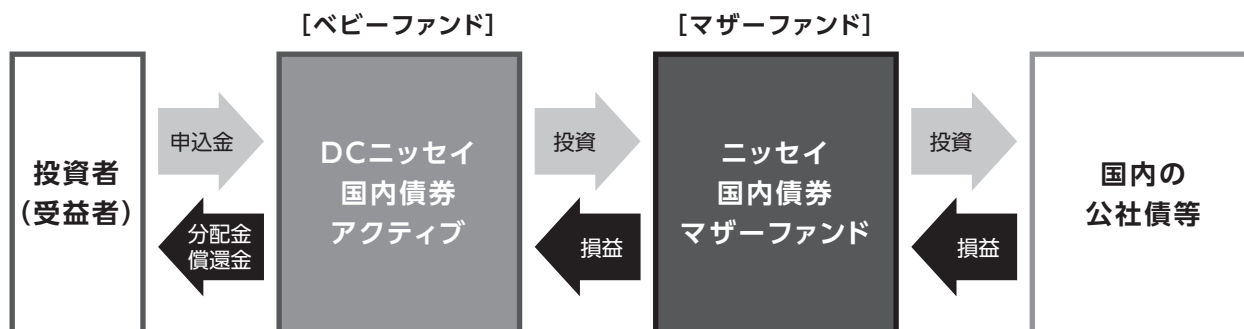 [ベビーファンド]
[マザーファンド]
投資者
(受益者)
申込金
分配金
償還金
DCニッセイ
国内債券
アクティブ
投資
損益
ニッセイ
国内債券
マザーファンド
投資
損益
国内の
公社債等